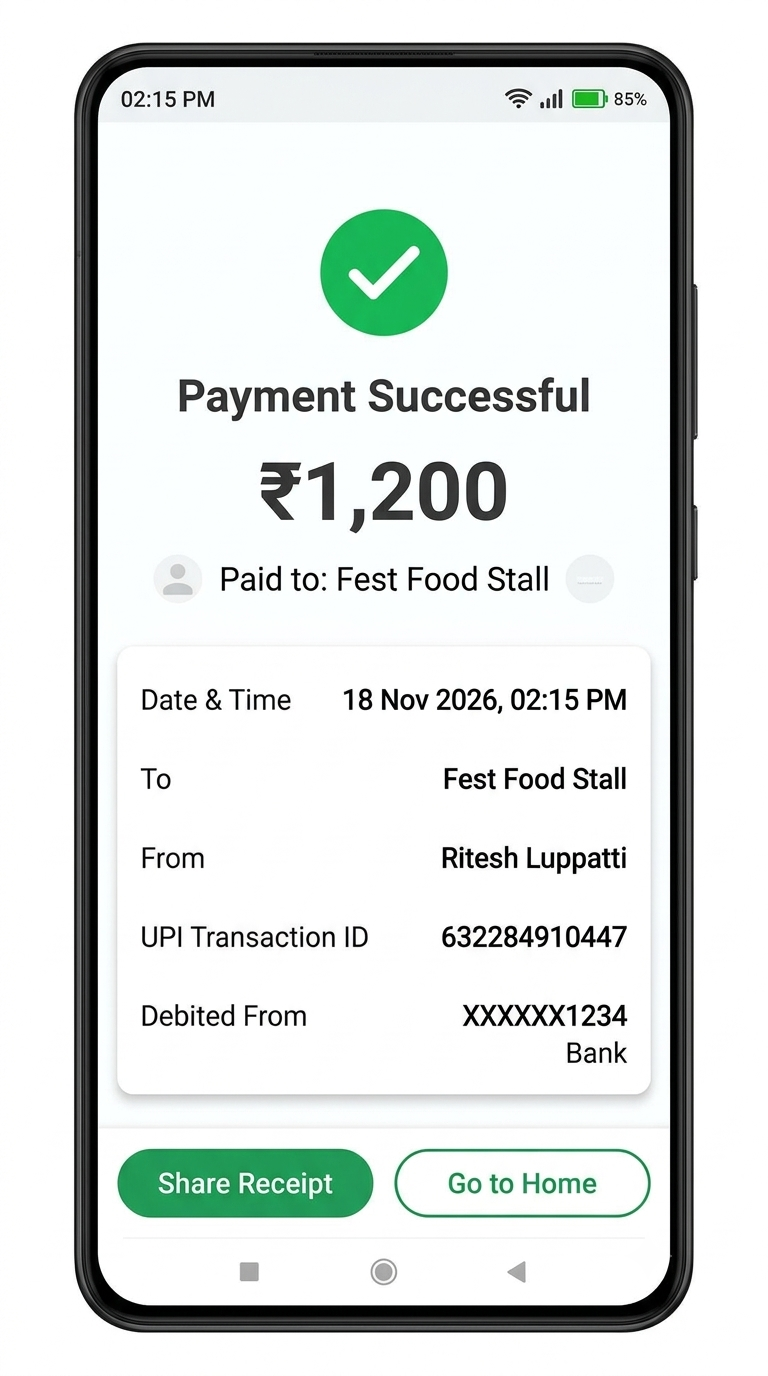 02:15 PM 85%
Payment Successful
₹1,200
Paid to: Fest Food Stall
Date & Time 18 Nov 2026, 02:15 PM
To Fest Food Stall
From Ritesh Luppatti
UPI Transaction ID 632284910447
Debited From XXXXXX1234
Bank
Share Receipt Go to Home